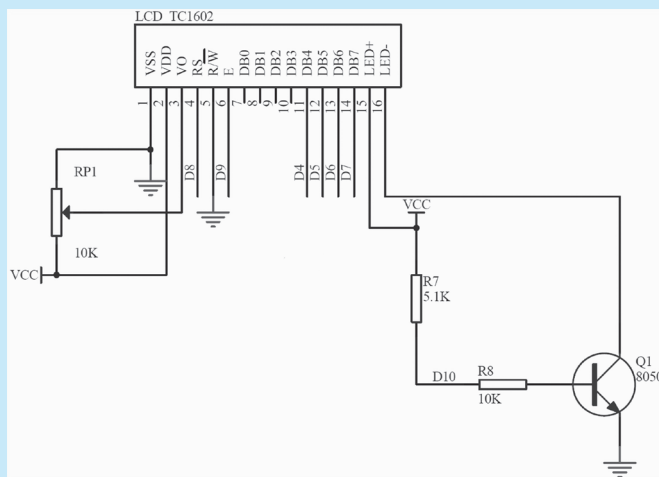 LCD TC1602
VSS
VDD
VO
RS
R/W
E
DB0
DB1
DB2
DB3
DB4
DB5
DB6
DB7
LED+
LED-
1
2
3
4
5
6
7
8
9
10
11
12
13
14
15
16
D8
D9
D4
D5
D6
D7
RP1
10K
VCC
VCC
R7
5.1K
D10
R8
10K
Q1
8050